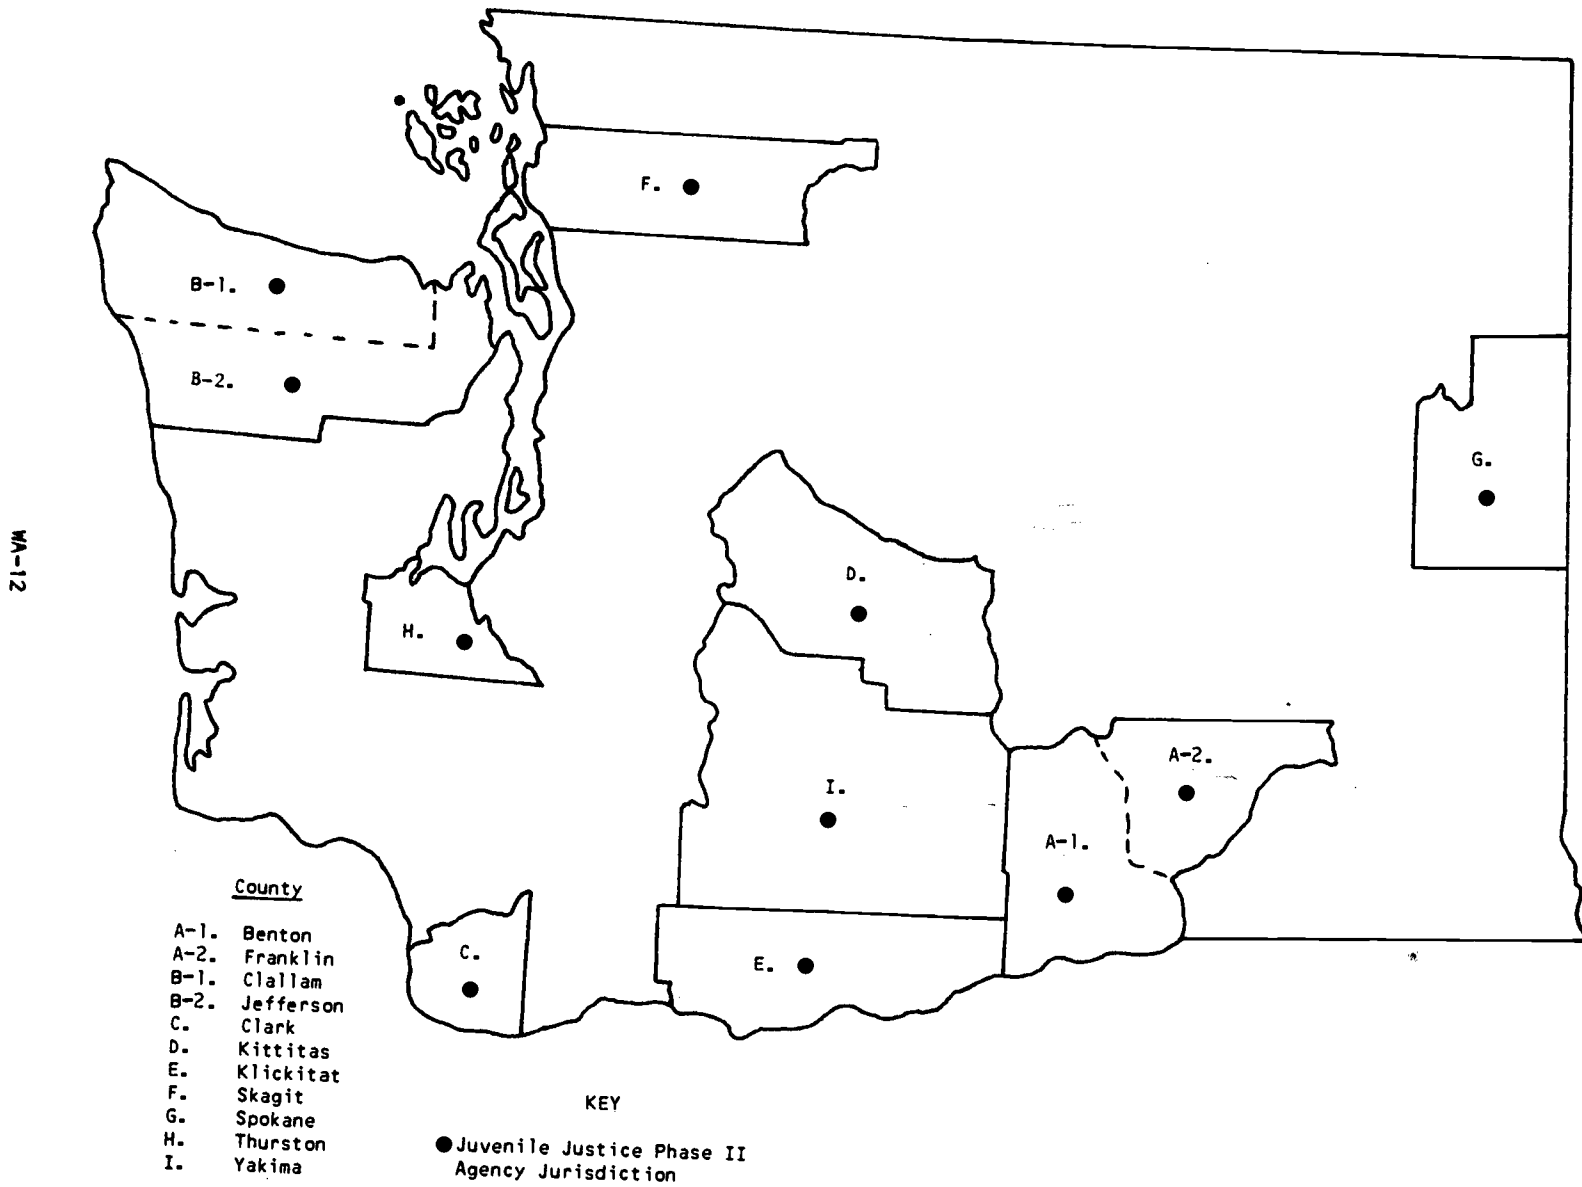 F.
B-1.
B-2.
G.
D.
H.
A-2.
I.
A-1.
C.
E.
WA-12
County
A-1. Benton
A-2. Franklin
B-1. Clallam
B-2. Jefferson
C. Clark
D. Kittitas
E. Klickitat
F. Skagit
G. Spokane
H. Thurston
I. Yakima
KEY
Juvenile Justice Phase II
Agency Jurisdiction